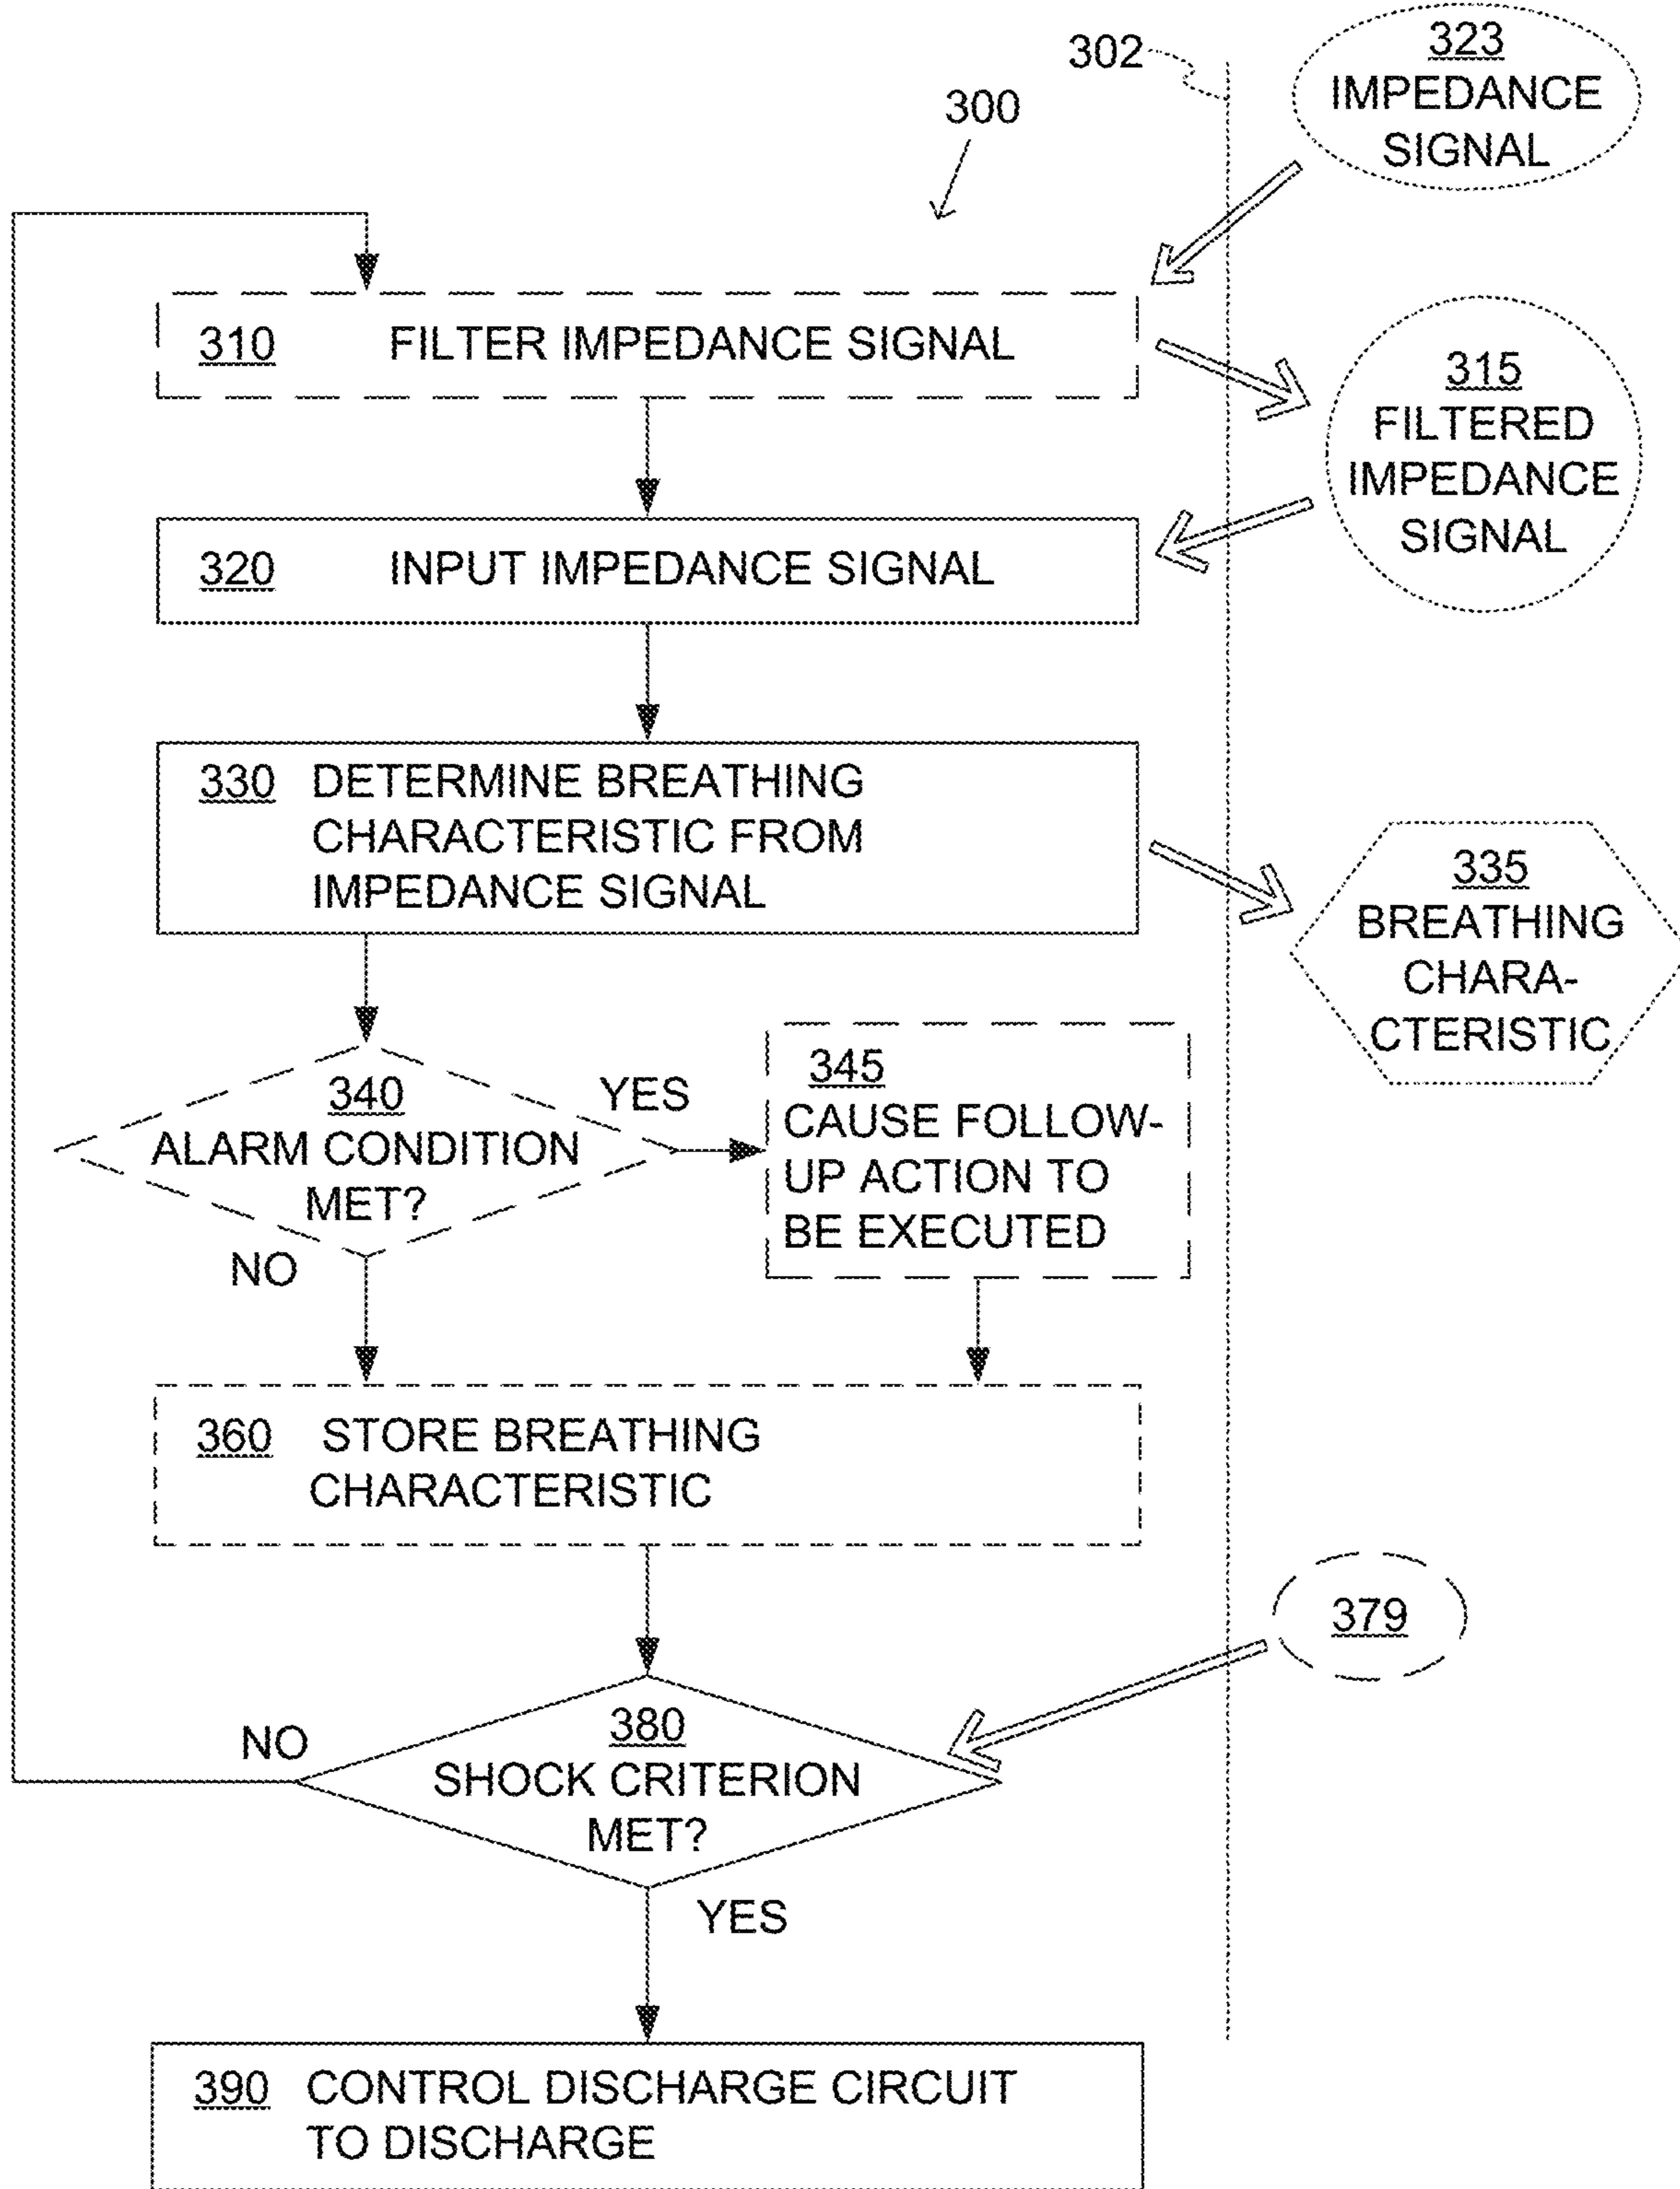 302
323
IMPEDANCE
SIGNAL
300
310 FILTER IMPEDANCE SIGNAL
315
FILTERED
IMPEDANCE
SIGNAL
320 INPUT IMPEDANCE SIGNAL
330 DETERMINE BREATHING
CHARACTERISTIC FROM
IMPEDANCE SIGNAL
335
BREATHING
CHARA-
CTERISTIC
340
ALARM CONDITION
MET?
YES
NO
345
CAUSE FOLLOW-
UP ACTION TO
BE EXECUTED
360 STORE BREATHING
CHARACTERISTIC
379
380
SHOCK CRITERION
MET?
NO
YES
390 CONTROL DISCHARGE CIRCUIT
TO DISCHARGE